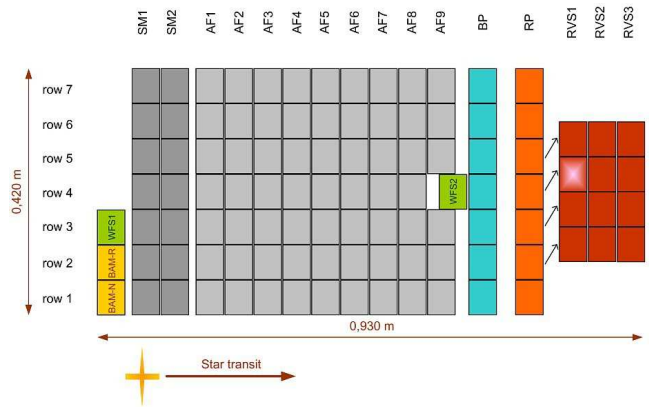 SM1 SM2 AF1 AF2 AF3 AF4 AF5 AF6 AF7 AF8 AF9 BP RP RVS1 RVS2 RVS3
row 7
row 6
row 5
row 4 WFS2
row 3 WFS1
row 2 BAM-R
row 1 BAM-N
0,420 m
0,930 m
Star transit